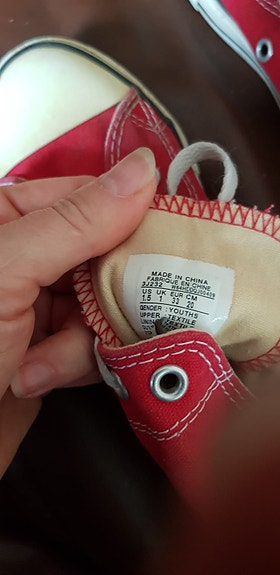 MADE IN CHINA
FABRIQUE EN CHINE
3J232
US UK EUR CM
1.5 1 33 20
GENDER :YOUTHS
UPPER :TEXTILE